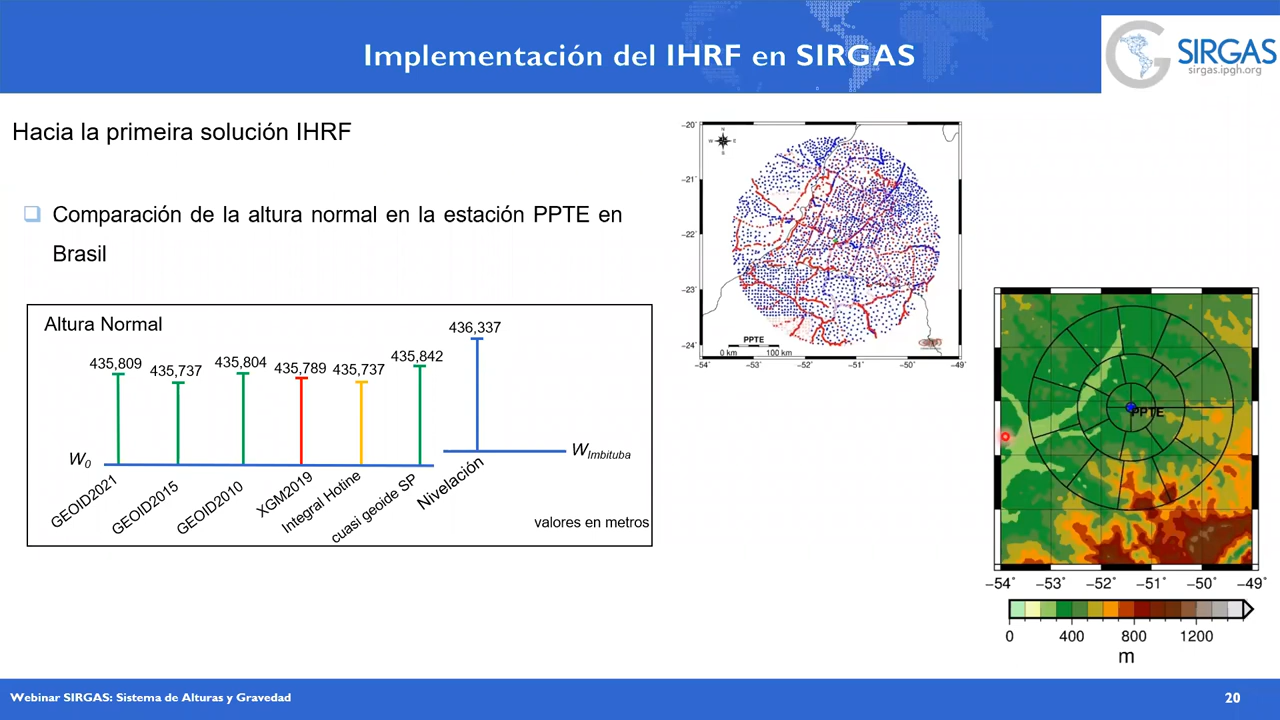 Implementación del IHRF en SIRGAS
SIRGAS
sirgas.ipgh.org
Hacia la primeira solución IHRF
Comparación de la altura normal en la estación PPTE en
Brasil
Altura Normal
435,809
435,737
435,804
435,789
435,737
435,842
436,337
W0
WImbituba
GEOID2021
GEOID2015
GEOID2010
XGM2019
Integral Hotine
cuasi geoide SP
Nivelación
valores en metros
−20˚
−21˚
−22˚
−23˚
−24˚
N
W
E
S
PPTE
0 km 100 km
−54˚ −53˚ −52˚ −51˚ −50˚ −49˚
PPTE
−54˚ −53˚ −52˚ −51˚ −50˚ −49˚
0 400 800 1200
m
Webinar SIRGAS: Sistema de Alturas y Gravedad
20